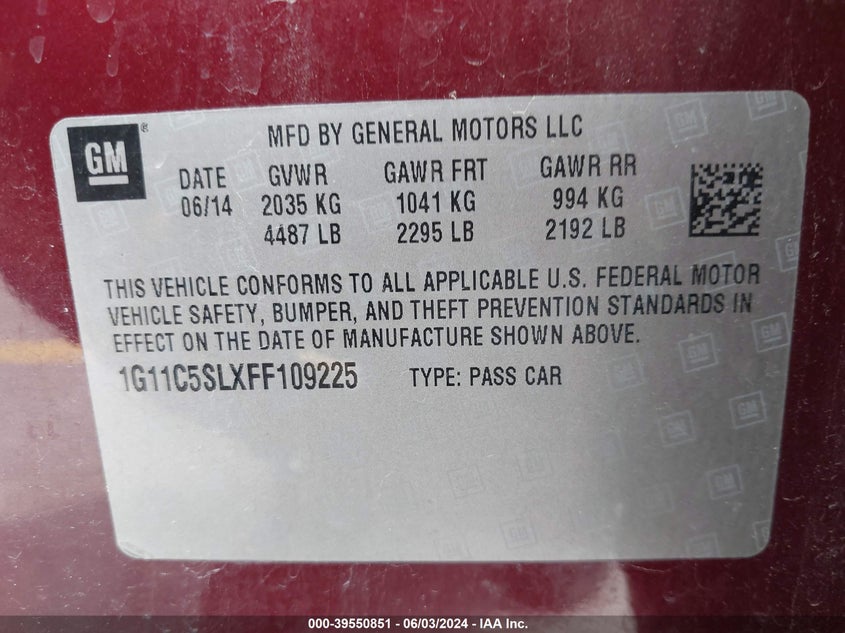 GM
MFD BY GENERAL MOTORS LLC
DATE GVWR GAWR FRT GAWR RR
06/14 2035 KG 1041 KG 994 KG
4487 LB 2295 LB 2192 LB
THIS VEHICLE CONFORMS TO ALL APPLICABLE U.S. FEDERAL MOTOR
VEHICLE SAFETY, BUMPER, AND THEFT PREVENTION STANDARDS IN
EFFECT ON THE DATE OF MANUFACTURE SHOWN ABOVE.
1G11C5SLXFF109225 TYPE: PASS CAR
000-39550851 - 06/03/2024 - IAA Inc.